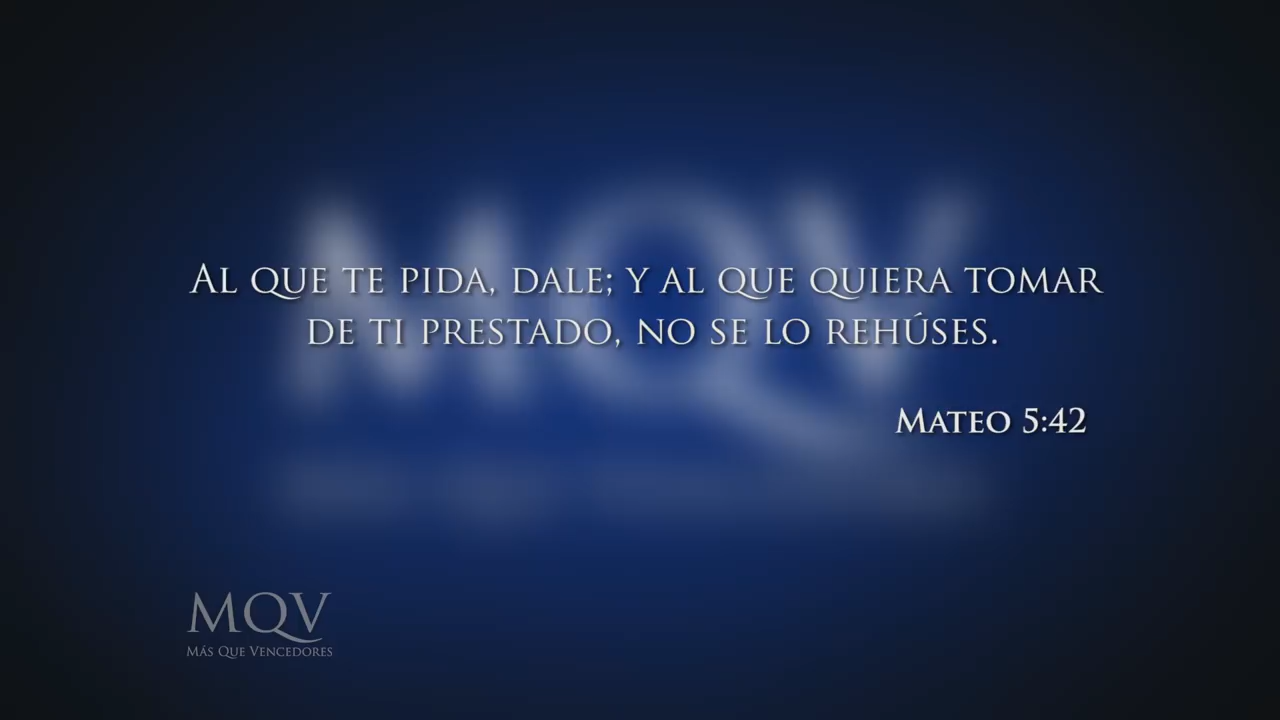 Al que te pida, dale; y al que quiera tomar
de ti prestado, no se lo rehúses.
Mateo 5:42
MQV
Más Que Vencedores